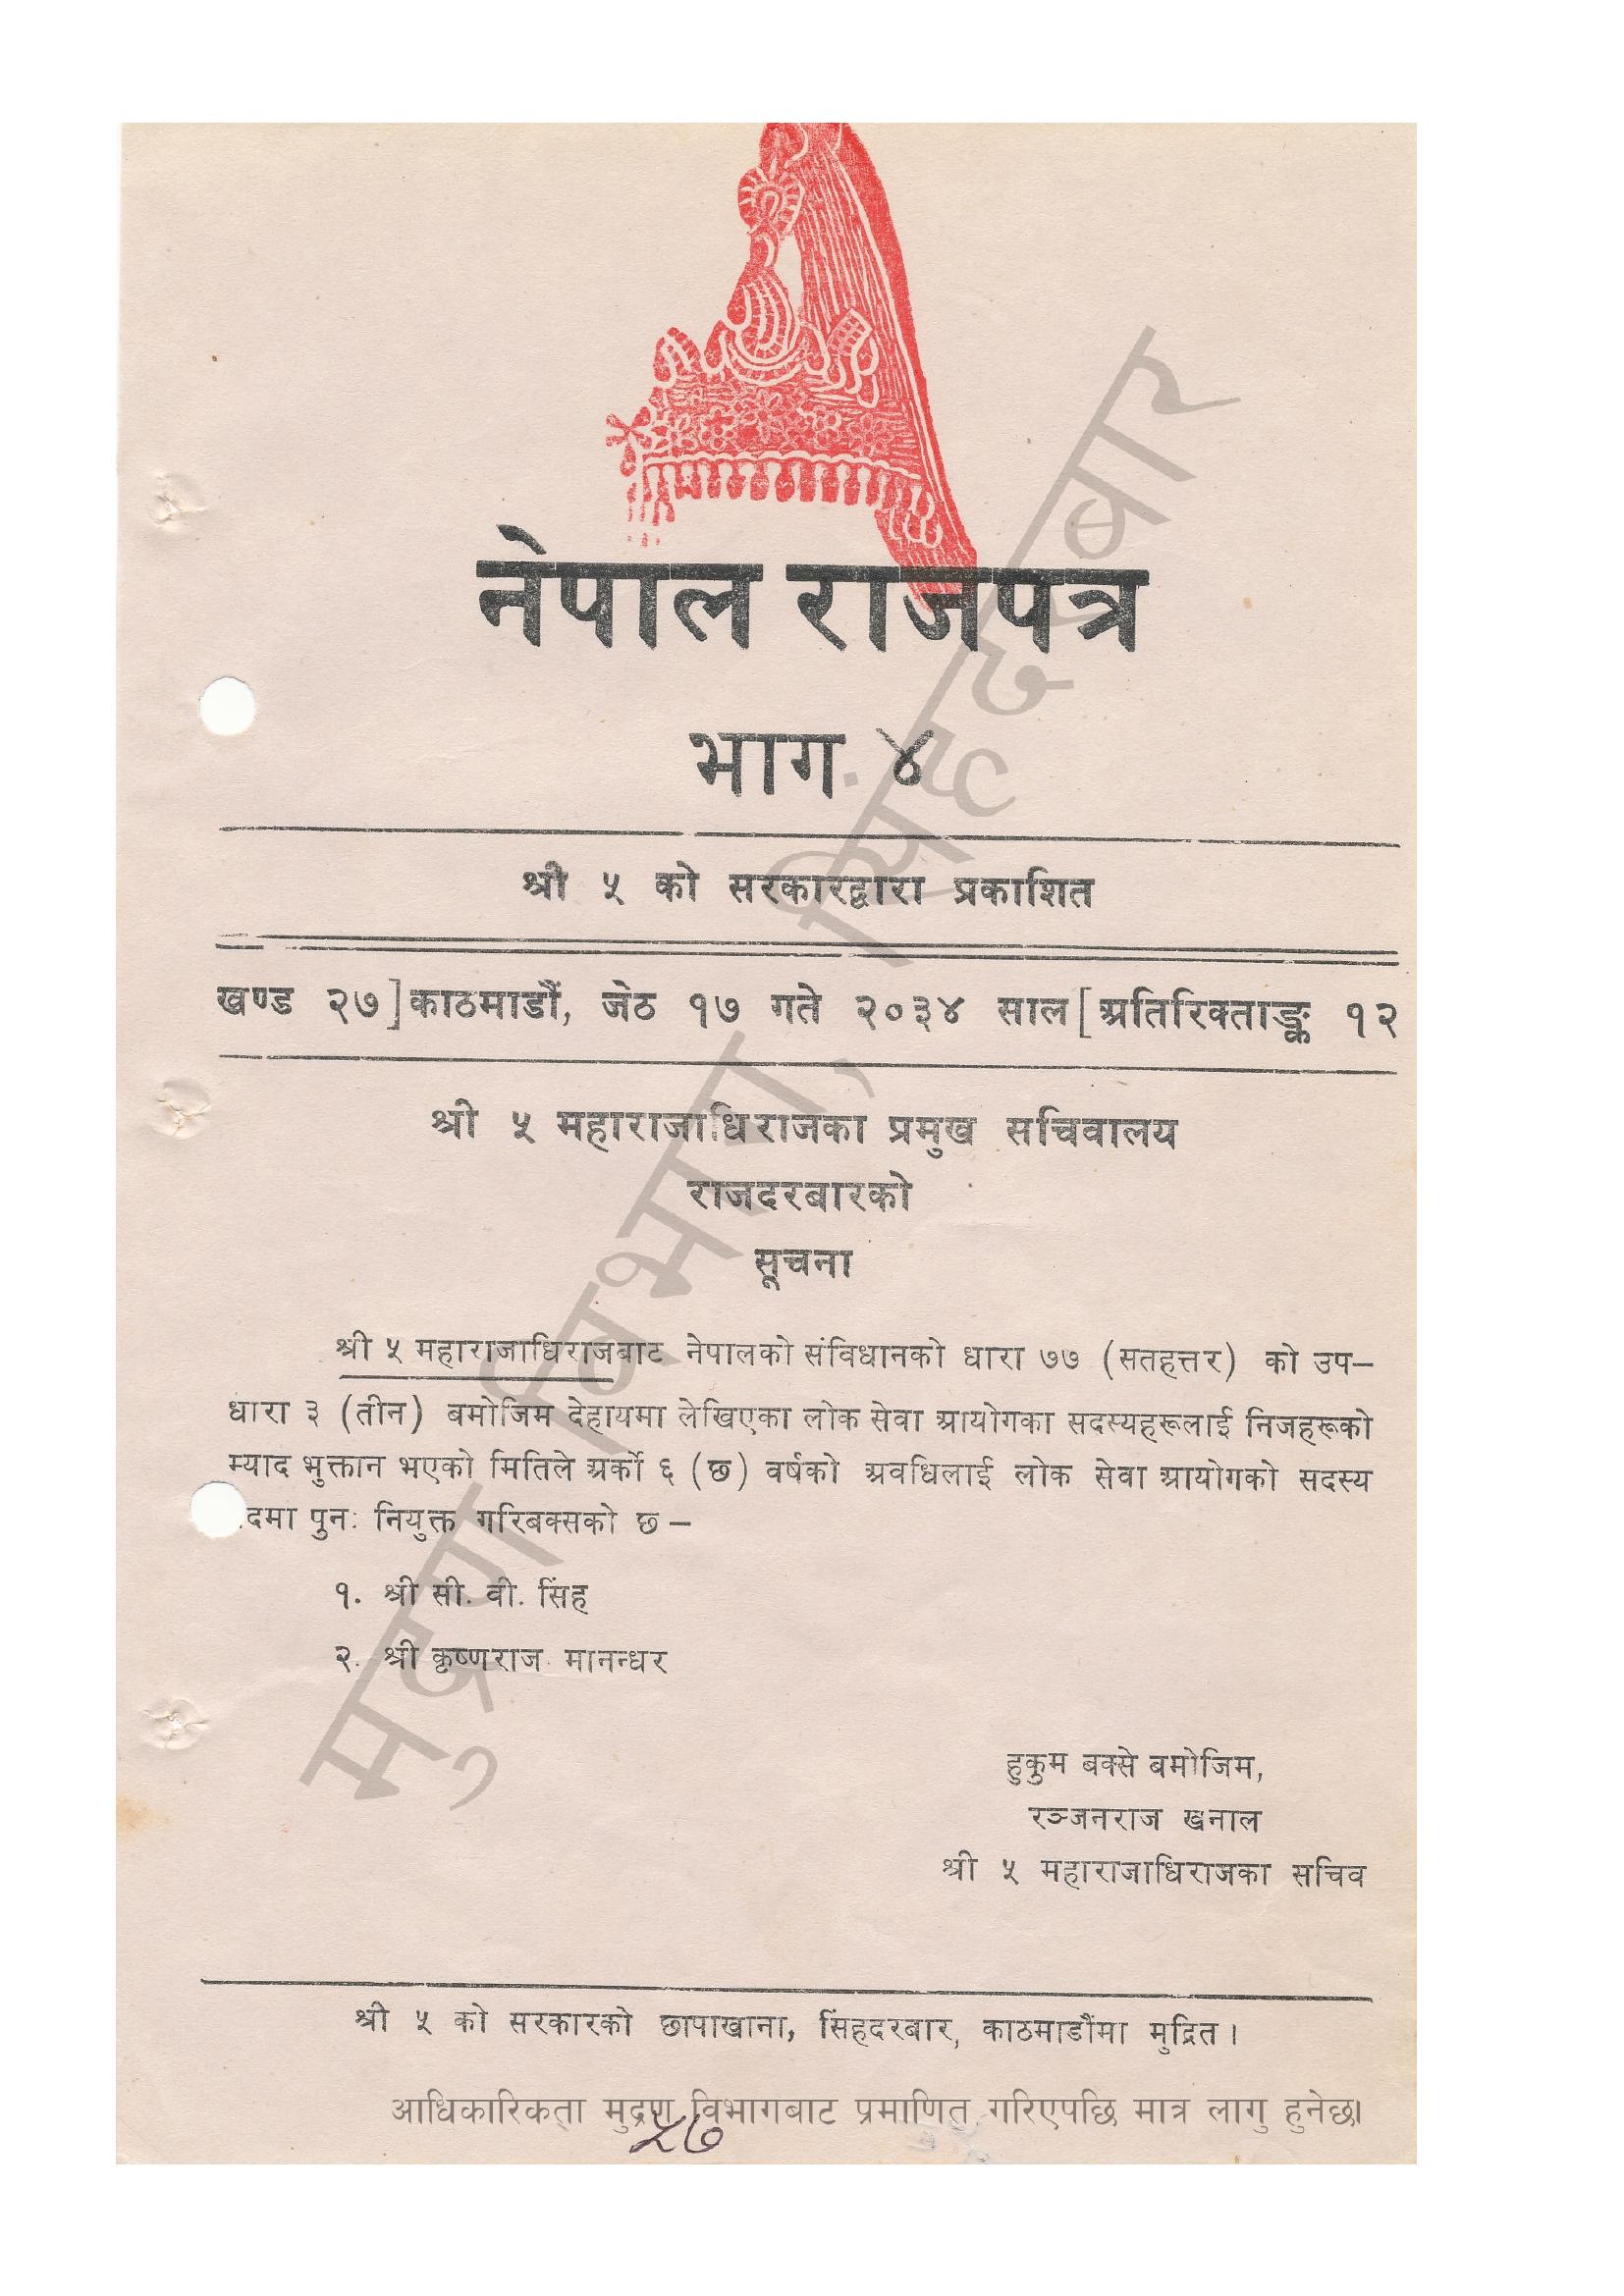 नेपाल राजपत्र
भाग ४
श्री ५ को सरकारद्वारा प्रकाशित
खण्ड २७] काठमाडौं, जेठ १७ गते २०३४ साल [अतिरिक्ताङ्क १२
श्री ५ महाराजाधिराजका प्रमुख सचिवालय
राजदरबारको
सूचना
श्री ५ महाराजाधिराजबाट नेपालको संविधानको धारा ७७ (सतहत्तर) को उप–
धारा ३ (तीन) बमोजिम देहायमा लेखिएका लोक सेवा आयोगका सदस्यहरूलाई निजहरूको
म्याद भुक्तान भएको मितिले अर्को ६ (छ) वर्षको अवधिलाई लोक सेवा आयोगको सदस्य
दमा पुनः नियुक्त गरिबक्सको छ –
१. श्री सी. वी. सिंह
२. श्री कृष्णराज मानन्धर
हुकुम बक्से बमोजिम,
रञ्जनराज खनाल
श्री ५ महाराजाधिराजका सचिव
श्री ५ को सरकारको छापाखाना, सिंहदरबार, काठमाडौंमा मुद्रित ।
आधिकारिकता मुद्रण विभागबाट प्रमाणित गरिएपछि मात्र लागु हुनेछ।
५७
मुद्रण विभाग, सिंहदरबार